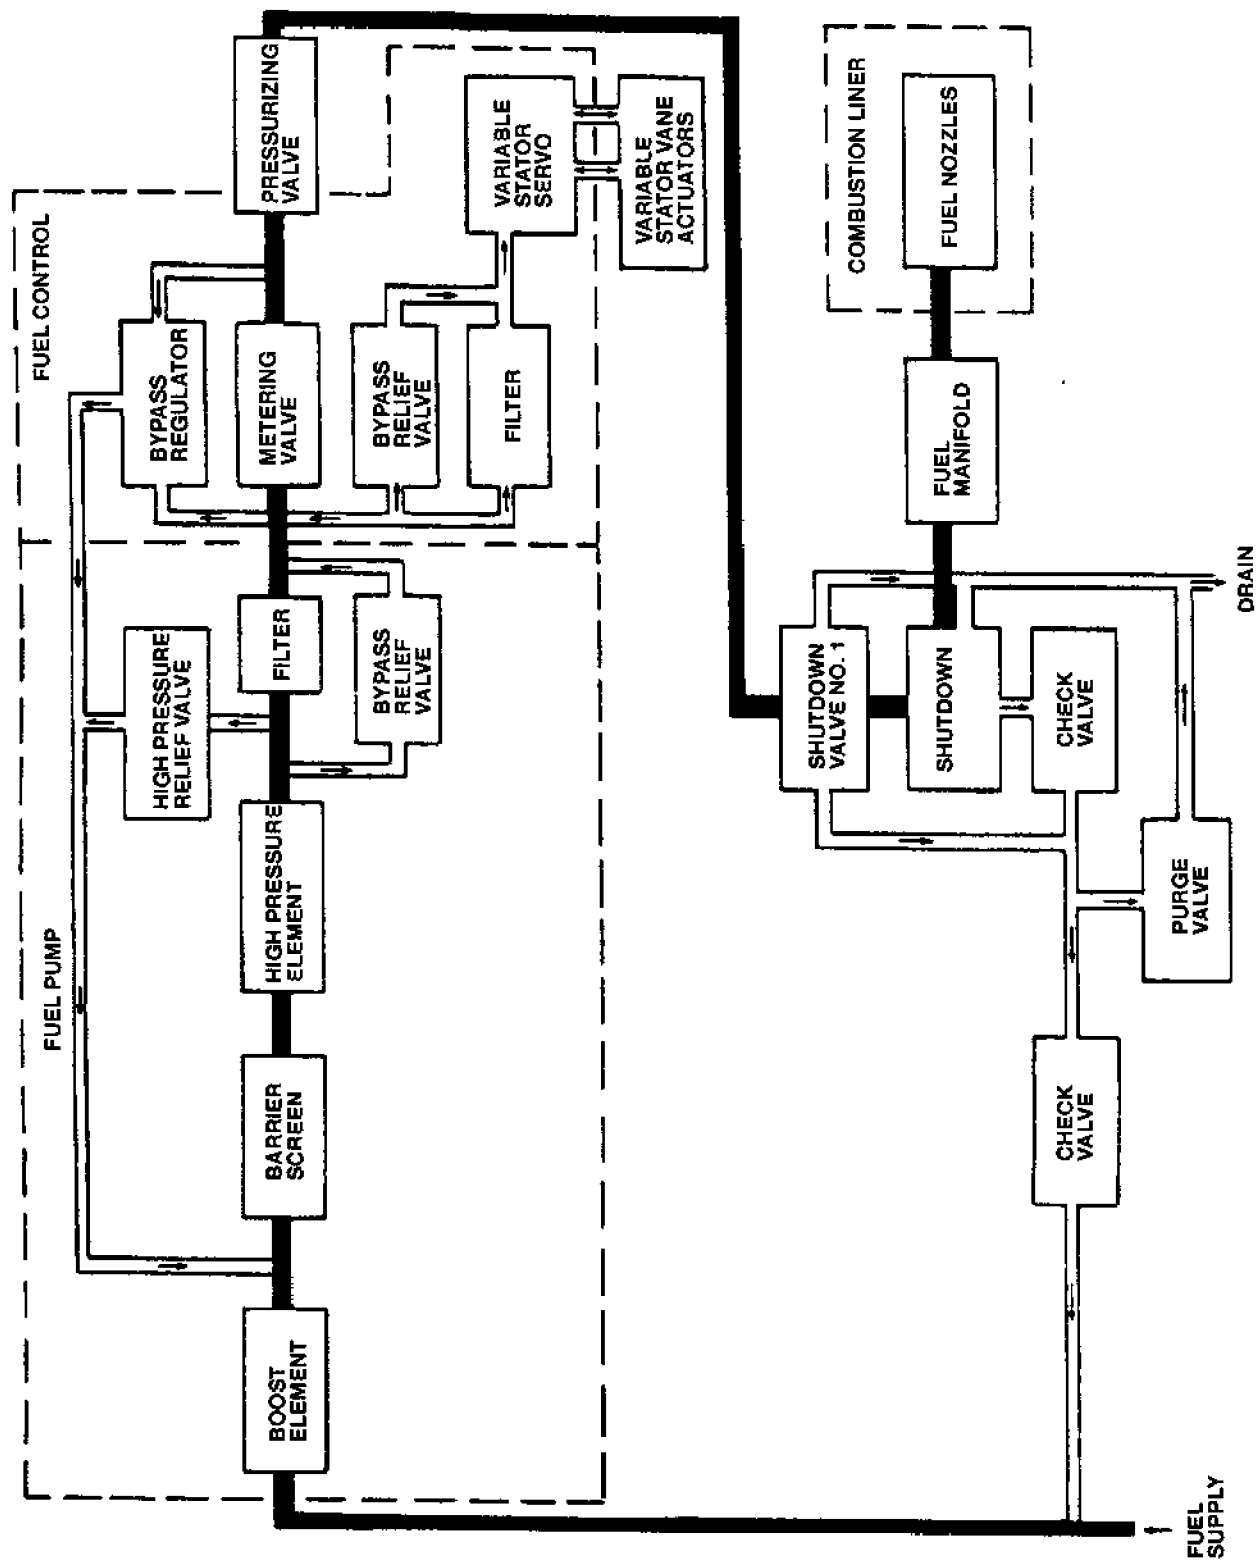 FUEL PUMP
FUEL CONTROL
BOOST
ELEMENT
BARRIER
SCREEN
HIGH PRESSURE
ELEMENT
HIGH PRESSURE
RELIEF VALVE
FILTER
BYPASS
RELIEF
VALVE
BYPASS
REGULATOR
METERING
VALVE
BYPASS
RELIEF
VALVE
FILTER
PRESSURIZING
VALVE
VARIABLE
STATOR
SERVO
VARIABLE
STATOR VANE
ACTUATORS
SHUTDOWN
VALVE NO. 1
SHUTDOWN
CHECK
VALVE
FUEL
MANIFOLD
COMBUSTION LINER
FUEL NOZZLES
CHECK
VALVE
PURGE
VALVE
DRAIN
FUEL
SUPPLY